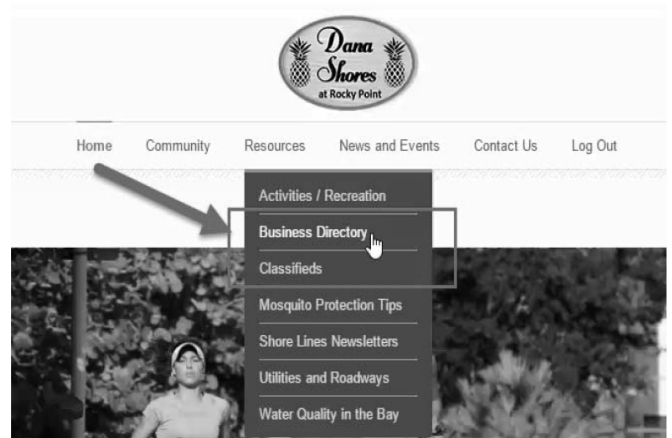 Dana
Shores
at Rocky Point
Home Community Resources News and Events Contact Us Log Out
Activities / Recreation
Business Directory
Classifieds
Mosquito Protection Tips
Shore Lines Newsletters
Utilities and Roadways
Water Quality in the Bay